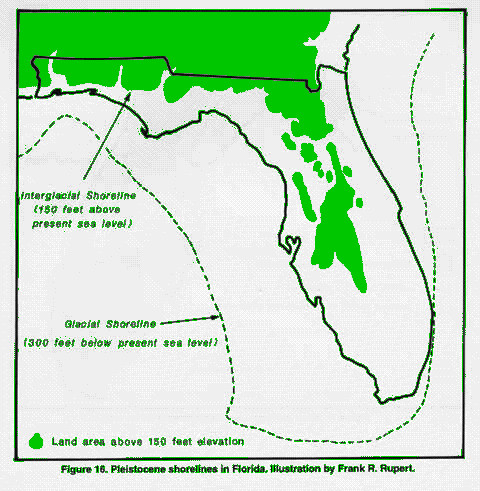 Interglacial Shoreline
(150 feet above
present sea level)
Glacial Shoreline
(300 feet below present sea level)
Land area above 150 feet elevation
Figure 16. Pleistocene shorelines in Florida. Illustration by Frank R. Rupert.